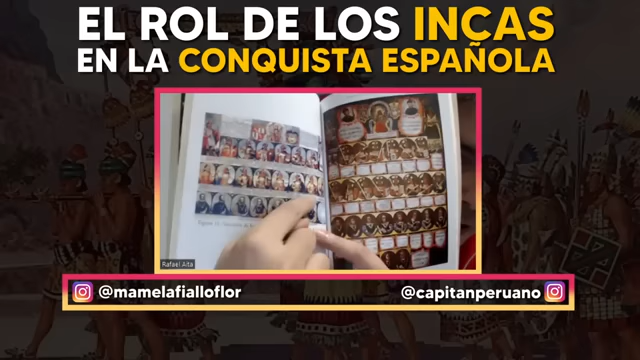 EL ROL DE LOS INCAS
EN LA CONQUISTA ESPAÑOLA
Rafael Aita
@mamelafialloflor
@capitanperuano